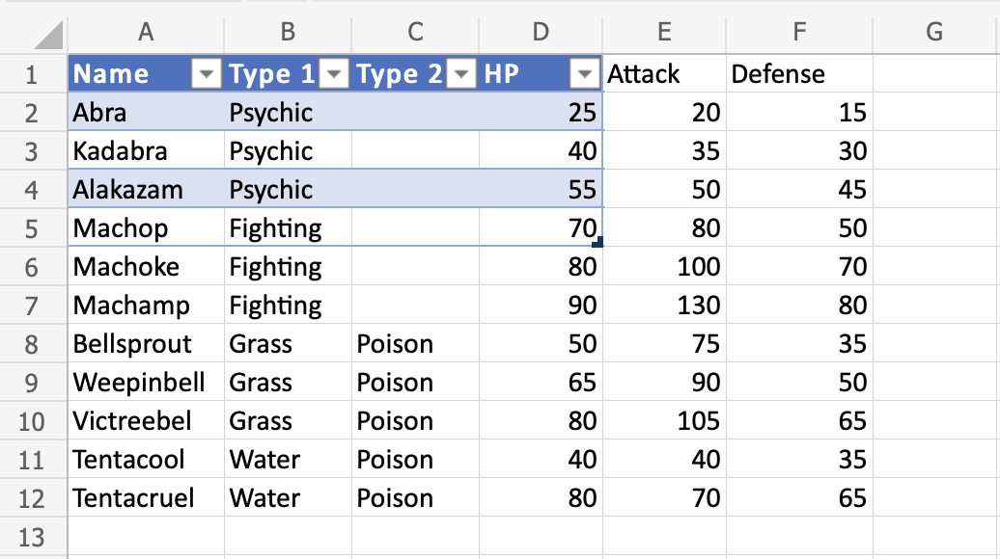 A B C D E F G
1 Name Type 1 Type 2 HP Attack Defense
2 Abra Psychic 25 20 15
3 Kadabra Psychic 40 35 30
4 Alakazam Psychic 55 50 45
5 Machop Fighting 70 80 50
6 Machoke Fighting 80 100 70
7 Machamp Fighting 90 130 80
8 Bellsprout Grass Poison 50 75 35
9 Weepinbell Grass Poison 65 90 50
10 Victreebel Grass Poison 80 105 65
11 Tentacool Water Poison 40 40 35
12 Tentacruel Water Poison 80 70 65
13